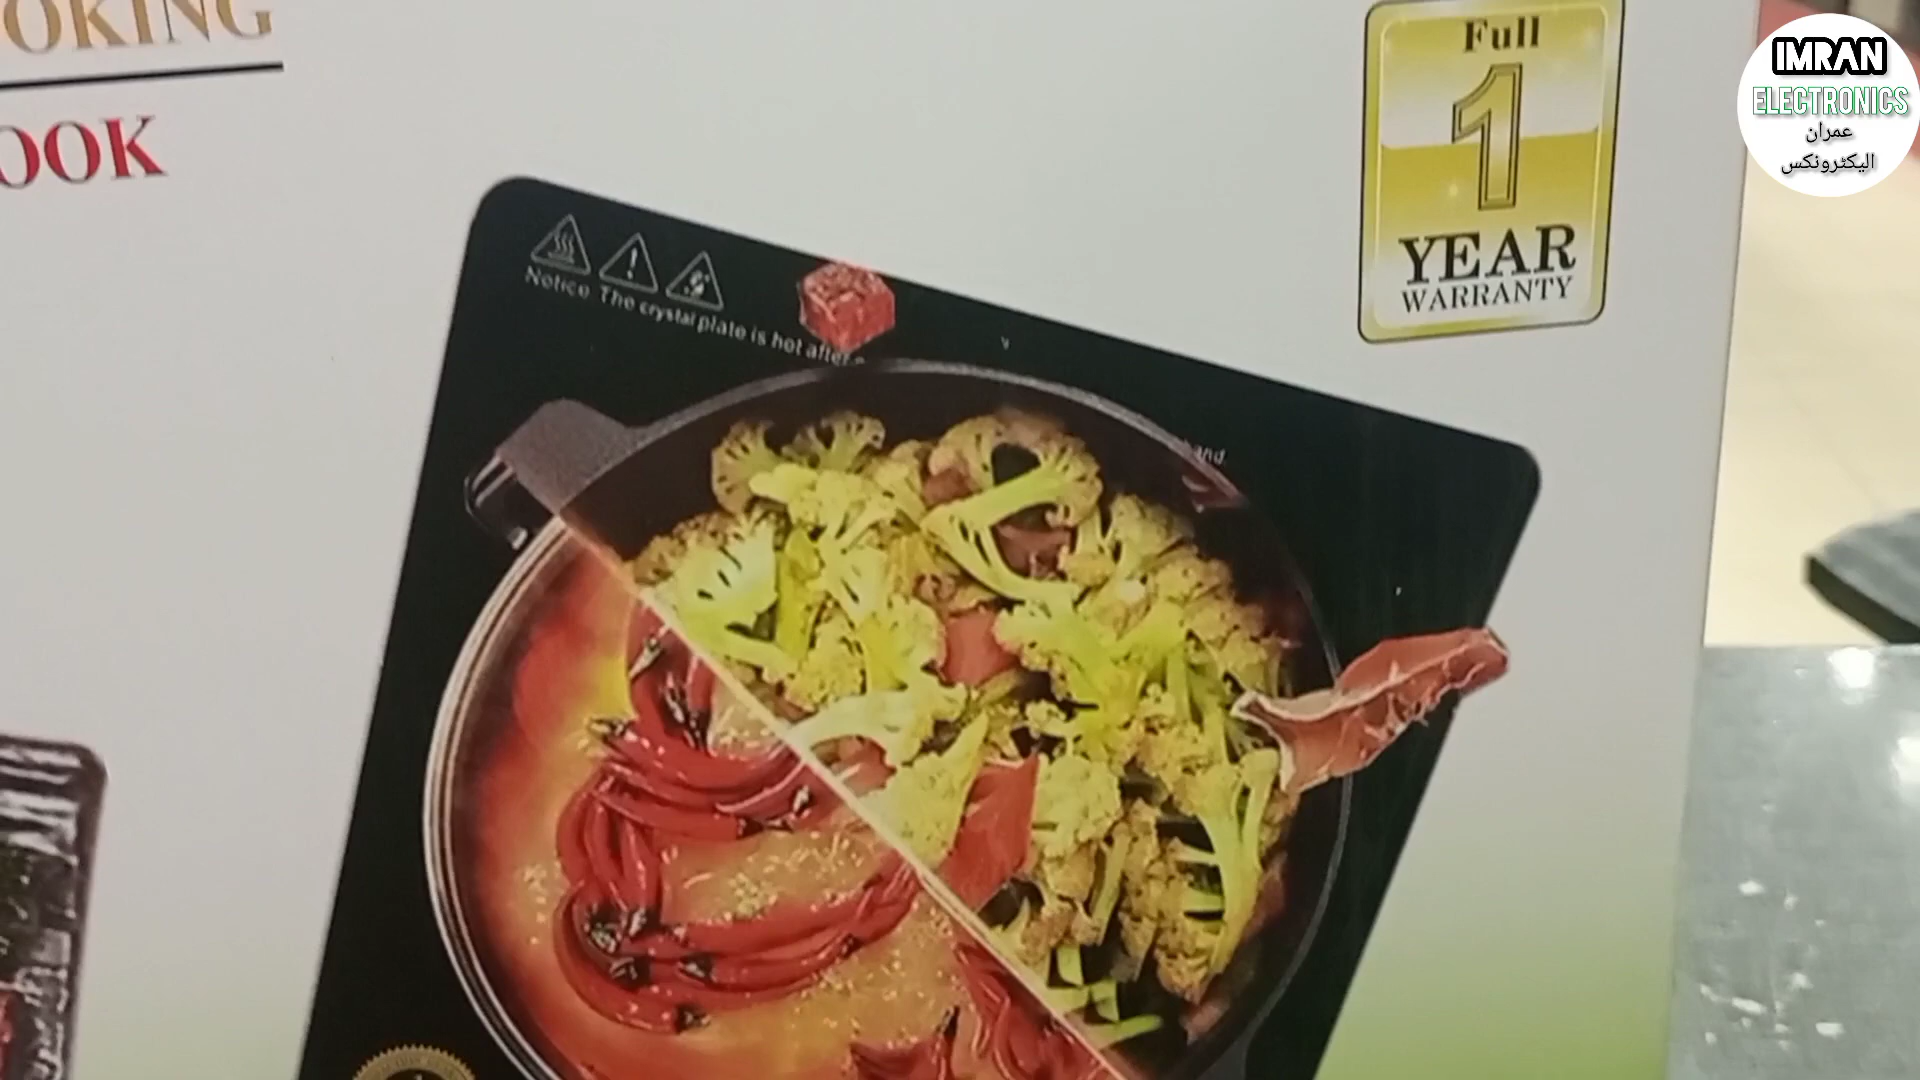 OKING
OOK
Full
1
YEAR
WARRANTY
IMRAN
ELECTRONICS
عمران
الیکٹرونکس
Notice The crystal plate is hot after
and.